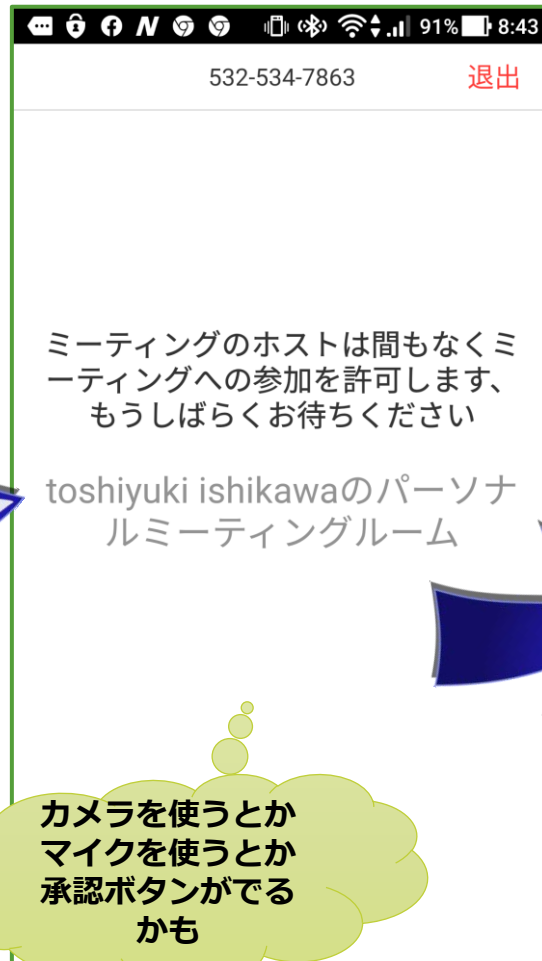 91% 8:43
532-534-7863 退出
ミーティングのホストは間もなくミ
ーティングへの参加を許可します、
もうしばらくお待ちください
toshiyuki ishikawaのパーソナ
ルミーティングルーム
カメラを使うとか
マイクを使うとか
承認ボタンがでる
かも